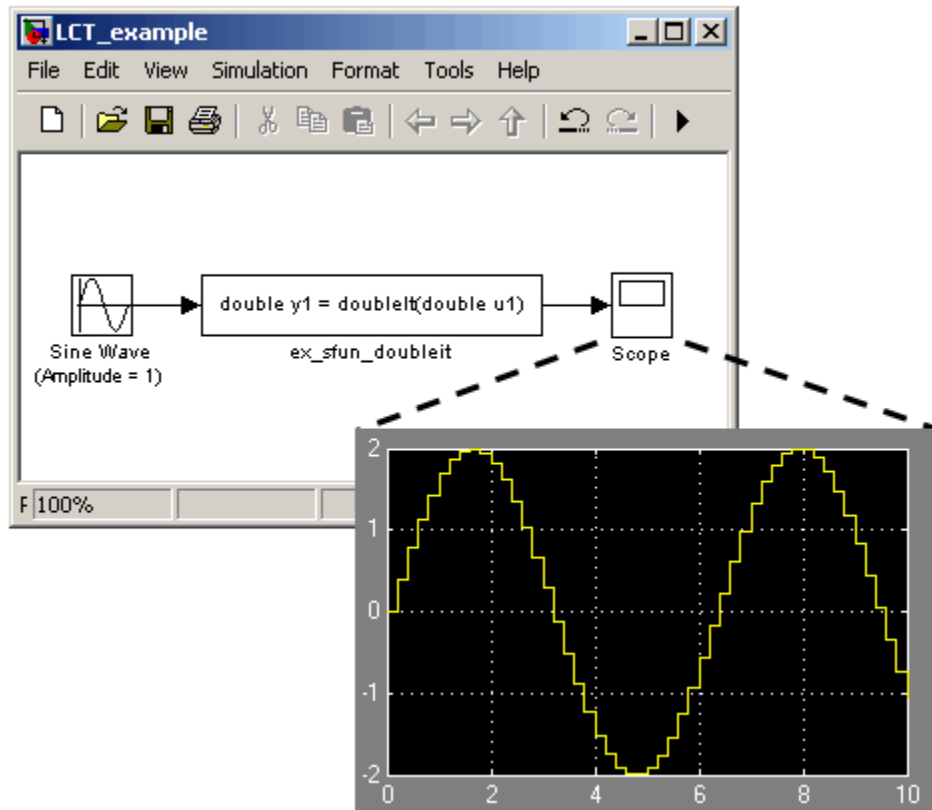 LCT_example
File Edit View Simulation Format Tools Help
double y1 = doubleIt(double u1)
Sine Wave
(Amplitude = 1)
ex_sfun_doubleit
Scope
F 100%
2
1
0
-1
-2
0 2 4 6 8 10